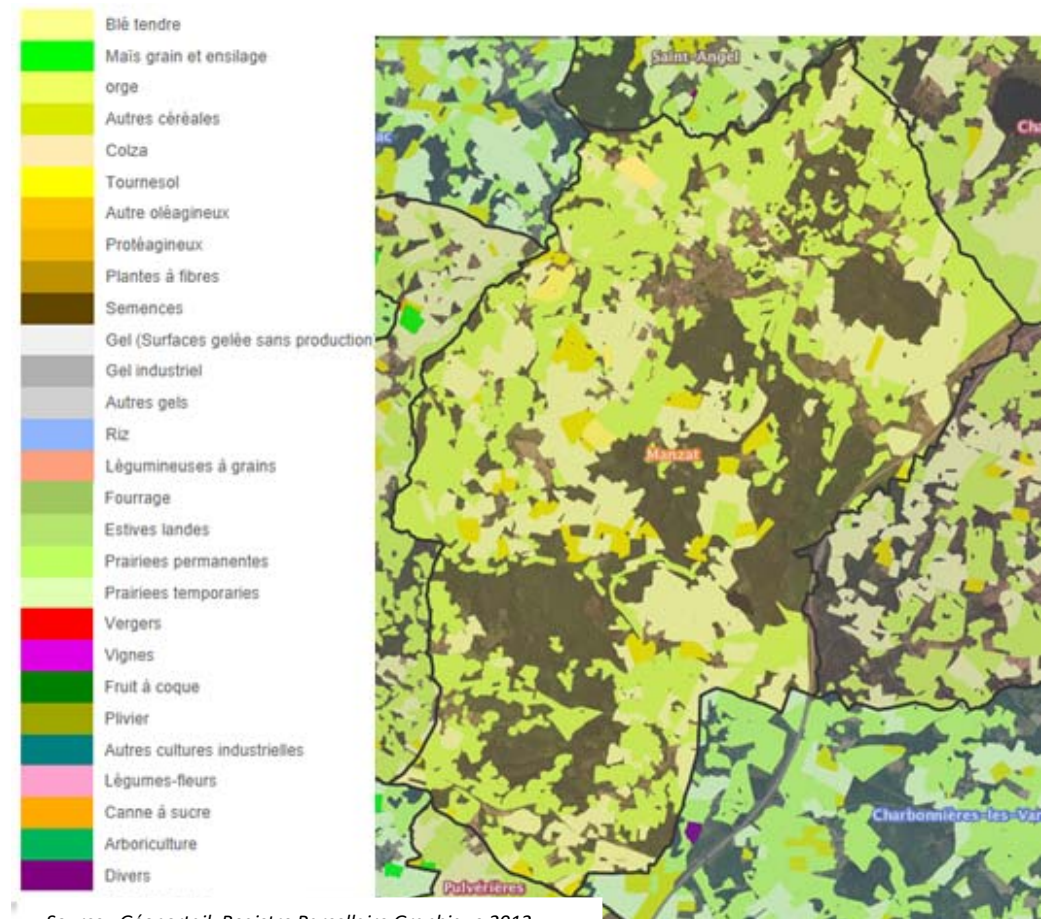 Blé tendre
Maïs grain et ensilage
orge
Autres céréales
Colza
Tournesol
Autre oléagineux
Protéagineux
Plantes à fibres
Semences
Gel (Surfaces gelée sans production
Gel industriel
Autres gels
Riz
Légumineuses à grains
Fourrage
Estives landes
Prairiees permanentes
Prairiees temporaries
Vergers
Vignes
Fruit à coque
Plivier
Autres cultures industrielles
Légumes-fleurs
Canne à sucre
Arboriculture
Divers
Saint-Angel
Cha
ac
Manzat
Charbonnières-les-Var
Pulvérières